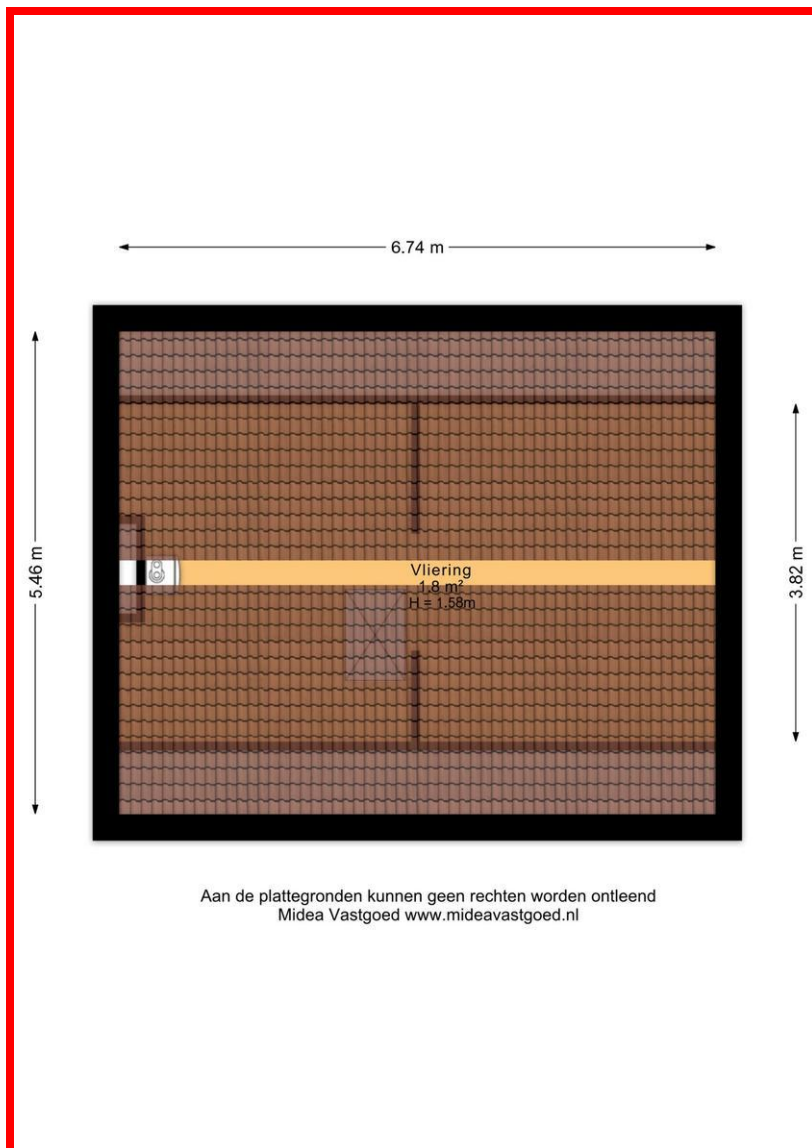 6.74 m
5.46 m
3.82 m
Vliering
1.8 m²
H = 1.58m
Aan de plattegronden kunnen geen rechten worden ontleend
Midea Vastgoed www.mideavastgoed.nl